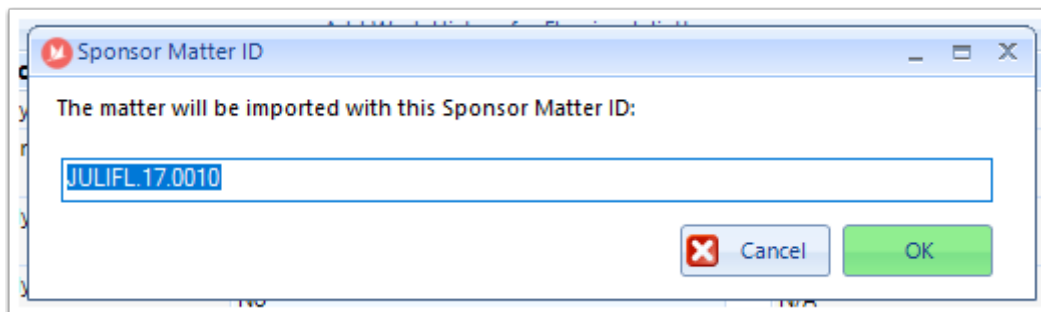 Sponsor Matter ID
The matter will be imported with this Sponsor Matter ID:
JULIFL.17.0010
Cancel
OK
N/A